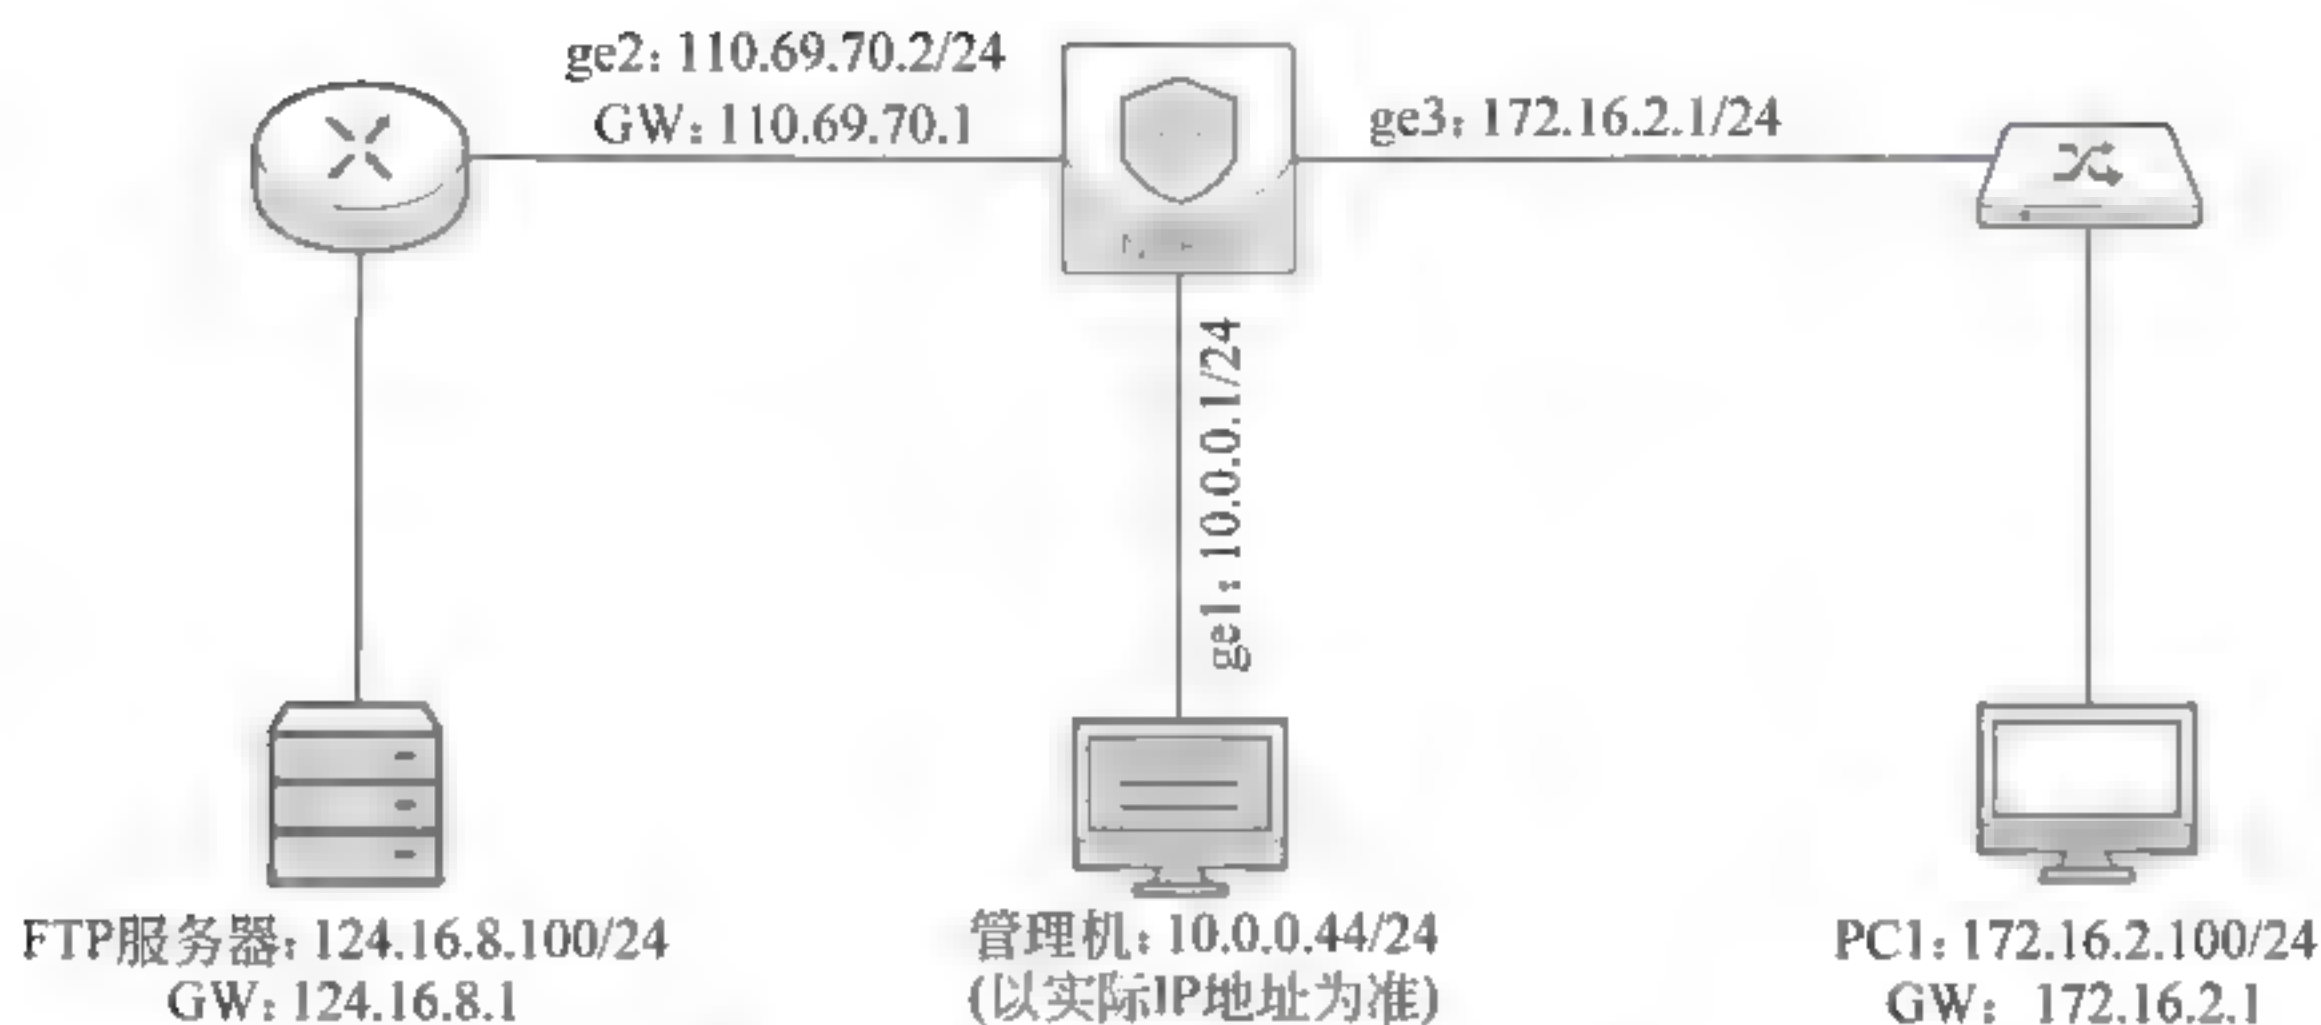 ge2: 110.69.70.2/24
GW: 110.69.70.1
ge3: 172.16.2.1/24
ge1: 10.0.0.1/24
FTP服务器: 124.16.8.100/24
GW: 124.16.8.1
管理机: 10.0.0.44/24
(以实际IP地址为准)
PC1: 172.16.2.100/24
GW: 172.16.2.1